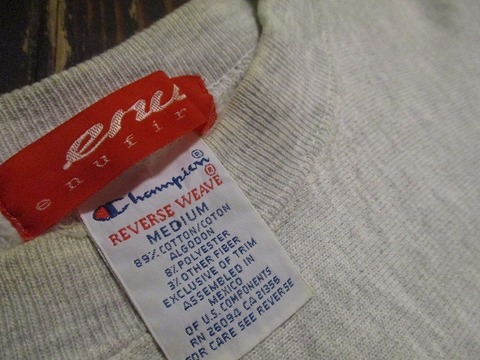 enu
enufir
Champion®
REVERSE WEAVE®
MEDIUM
89% COTTON/COTON
ALGODON
8% POLYESTER
3% OTHER FIBER
EXCLUSIVE OF TRIM
ASSEMBLED IN
MEXICO
OF U.S. COMPONENTS
RN 26094 CA 21356
FOR CARE SEE REVERSE